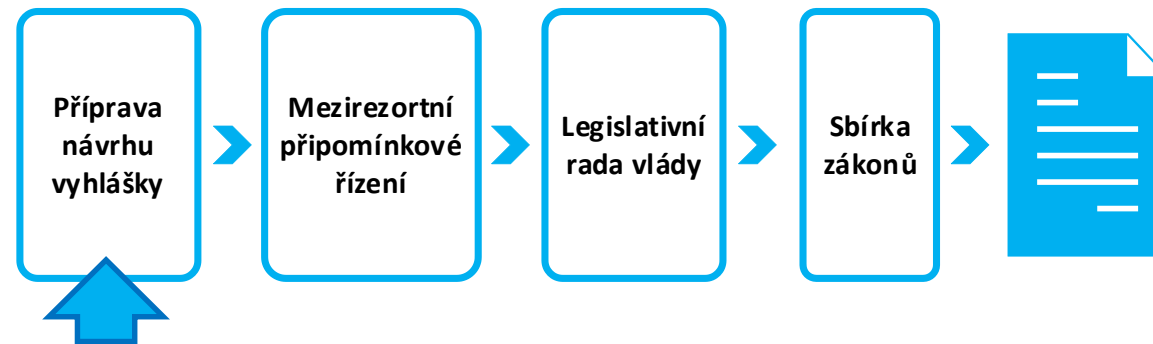 Příprava
návrhu
vyhlášky
Mezirezortní
připomínkové
řízení
Legislativní
rada vlády
Sbírka
zákonů